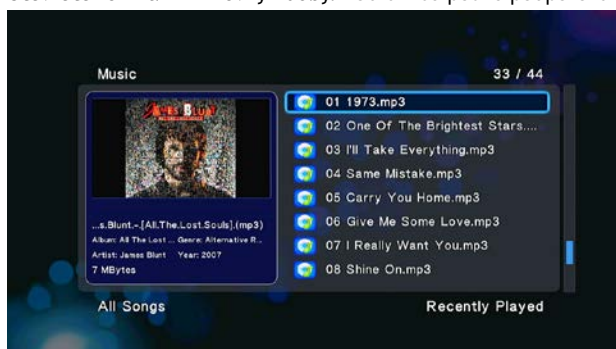 Music
33 / 44
JAMES BLUNT
...s.Blunt.-.[All.The.Lost.Souls].(mp3)
Album: All The Lost ... Genre: Alternative R..
Artist: James Blunt Year: 2007
7 MBytes
01 1973.mp3
02 One Of The Brightest Stars....
03 I'll Take Everything.mp3
04 Same Mistake.mp3
05 Carry You Home.mp3
06 Give Me Some Love.mp3
07 I Really Want You.mp3
08 Shine On.mp3
All Songs
Recently Played